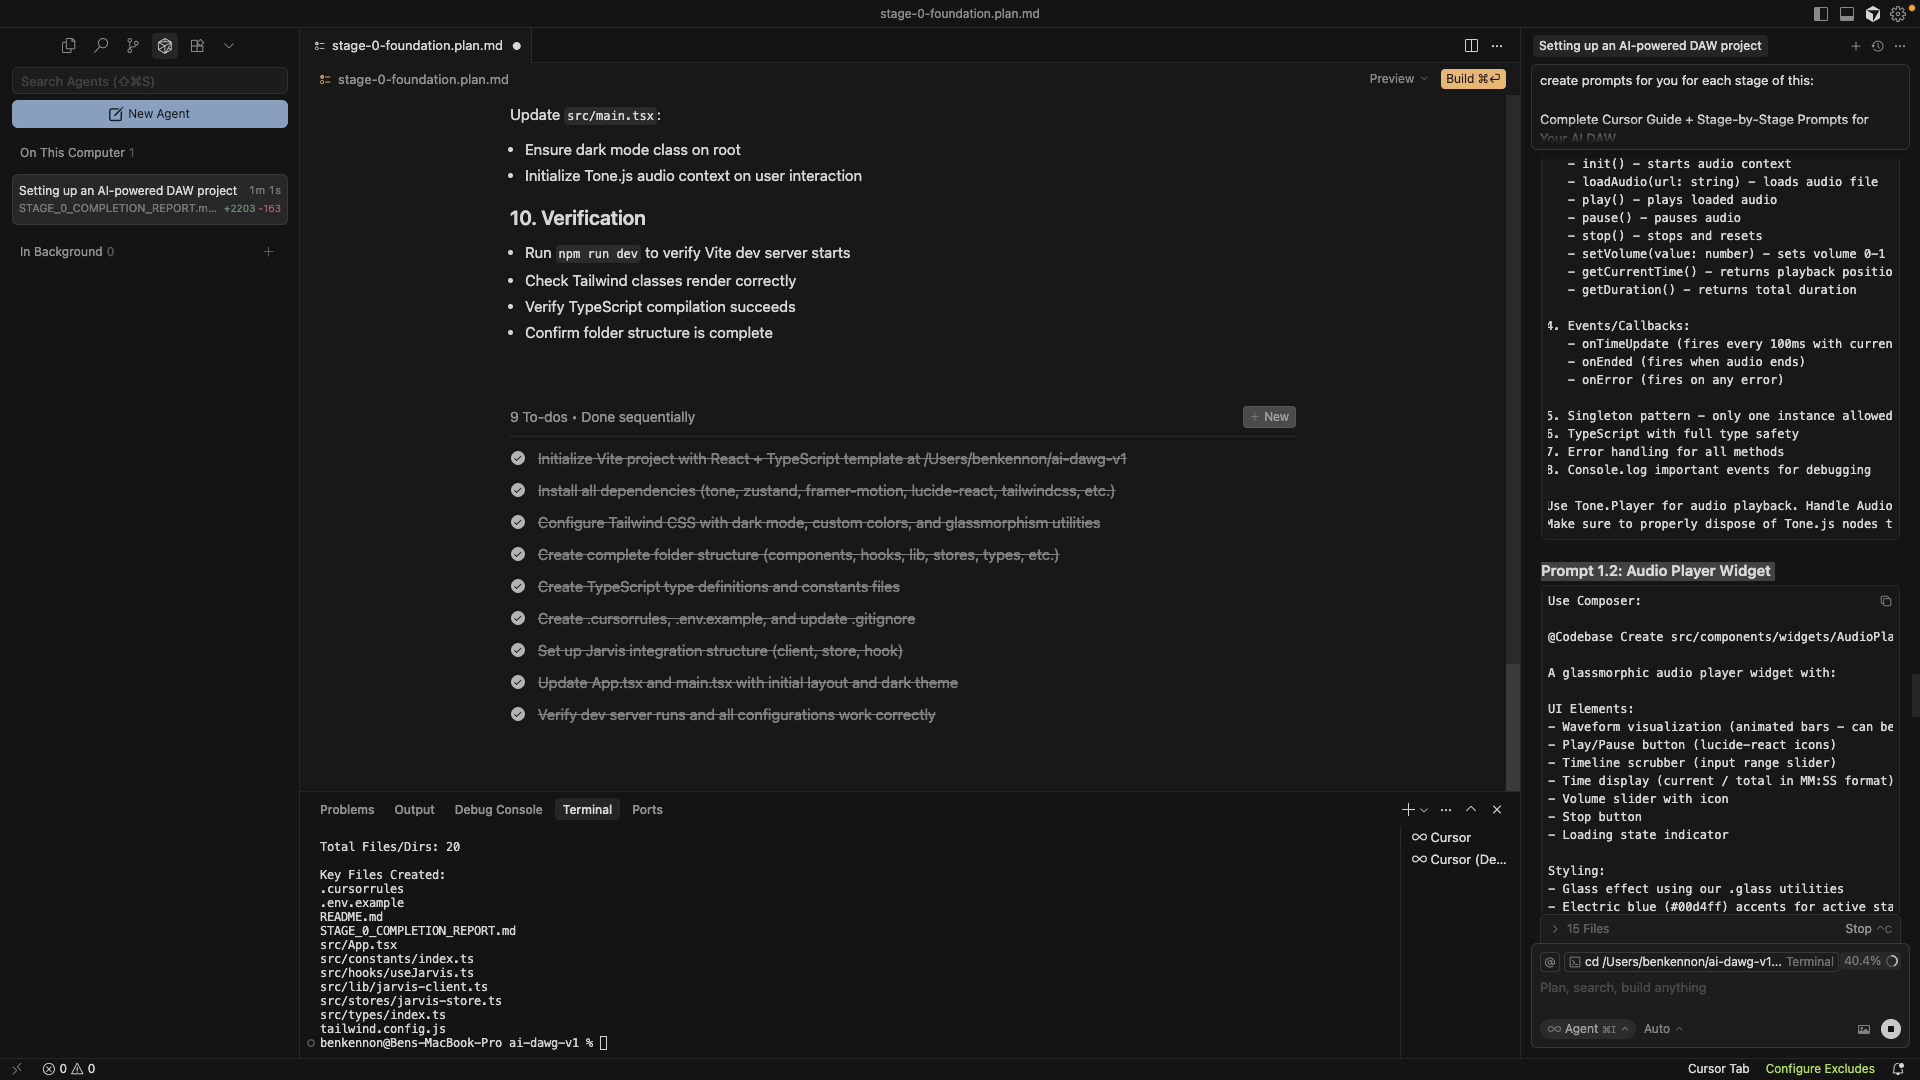 stage-0-foundation.plan.md
Search Agents (⇧⌘S)
New Agent
On This Computer 1
Setting up an AI-powered DAW project 1m 1s
STAGE_0_COMPLETION_REPORT.m... +2203 -163
In Background 0
stage-0-foundation.plan.md
stage-0-foundation.plan.md
Preview
Build ⌘⏎
Update src/main.tsx:
• Ensure dark mode class on root
• Initialize Tone.js audio context on user interaction
10. Verification
• Run npm run dev to verify Vite dev server starts
• Check Tailwind classes render correctly
• Verify TypeScript compilation succeeds
• Confirm folder structure is complete
9 To-dos • Done sequentially
+ New
Initialize Vite project with React + TypeScript template at /Users/benkennon/ai-dawg-v1
Install all dependencies (tone, zustand, framer-motion, lucide-react, tailwindcss, etc.)
Configure Tailwind CSS with dark mode, custom colors, and glassmorphism utilities
Create complete folder structure (components, hooks, lib, stores, types, etc.)
Create TypeScript type definitions and constants files
Create .cursorrules, .env.example, and update .gitignore
Set up Jarvis integration structure (client, store, hook)
Update App.tsx and main.tsx with initial layout and dark theme
Verify dev server runs and all configurations work correctly
Problems Output Debug Console Terminal Ports
Total Files/Dirs: 20
Key Files Created:
.cursorrules
.env.example
README.md
STAGE_0_COMPLETION_REPORT.md
src/App.tsx
src/constants/index.ts
src/hooks/useJarvis.ts
src/lib/jarvis-client.ts
src/stores/jarvis-store.ts
src/types/index.ts
tailwind.config.js
benkennon@Bens-MacBook-Pro ai-dawg-v1 %
Cursor
Cursor (De...
Setting up an AI-powered DAW project
create prompts for you for each stage of this:
Complete Cursor Guide + Stage-by-Stage Prompts for
Your AI DAW
- init() - starts audio context
- loadAudio(url: string) - loads audio file
- play() - plays loaded audio
- pause() - pauses audio
- stop() - stops and resets
- setVolume(value: number) - sets volume 0-1
- getCurrentTime() - returns playback positio
- getDuration() - returns total duration
4. Events/Callbacks:
- onTimeUpdate (fires every 100ms with curren
- onEnded (fires when audio ends)
- onError (fires on any error)
5. Singleton pattern - only one instance allowed
6. TypeScript with full type safety
7. Error handling for all methods
8. Console.log important events for debugging
Use Tone.Player for audio playback. Handle Audio
Make sure to properly dispose of Tone.js nodes t
Prompt 1.2: Audio Player Widget
Use Composer:
@Codebase Create src/components/widgets/AudioPla
A glassmorphic audio player widget with:
UI Elements:
- Waveform visualization (animated bars - can be
- Play/Pause button (lucide-react icons)
- Timeline scrubber (input range slider)
- Time display (current / total in MM:SS format)
- Volume slider with icon
- Stop button
- Loading state indicator
Styling:
- Glass effect using our .glass utilities
- Electric blue (#00d4ff) accents for active sta
15 Files
Stop ^C
@ cd /Users/benkennon/ai-dawg-v1... Terminal 40.4%
Plan, search, build anything
Agent ⌘I Auto
0 0
Cursor Tab
Configure Excludes